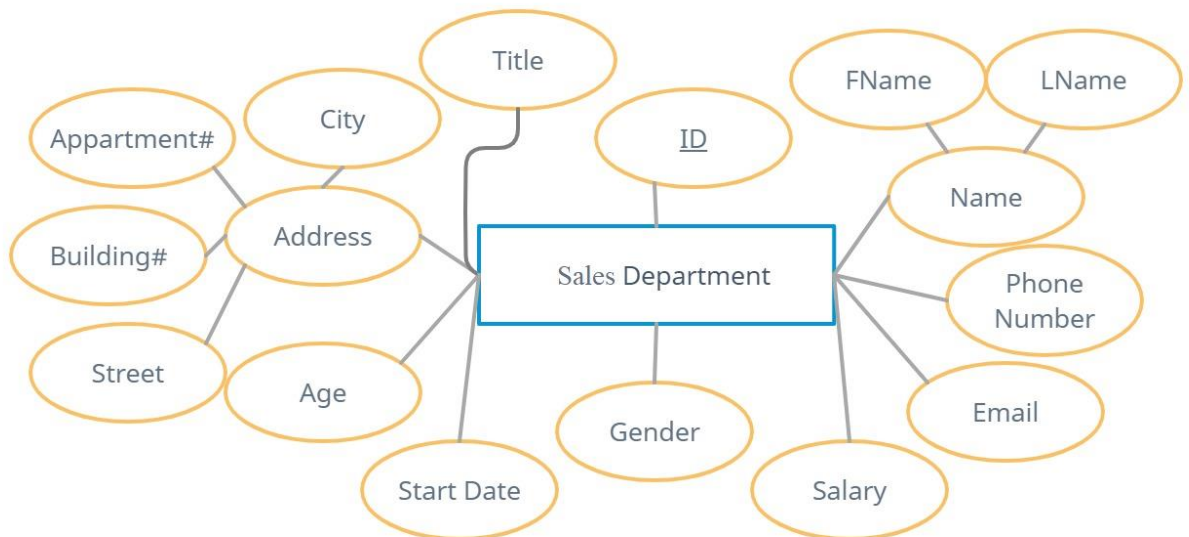 Title
FName
LName
City
Appartment#
ID
Name
Address
Building#
Sales Department
Phone
Number
Street
Age
Email
Gender
Start Date
Salary